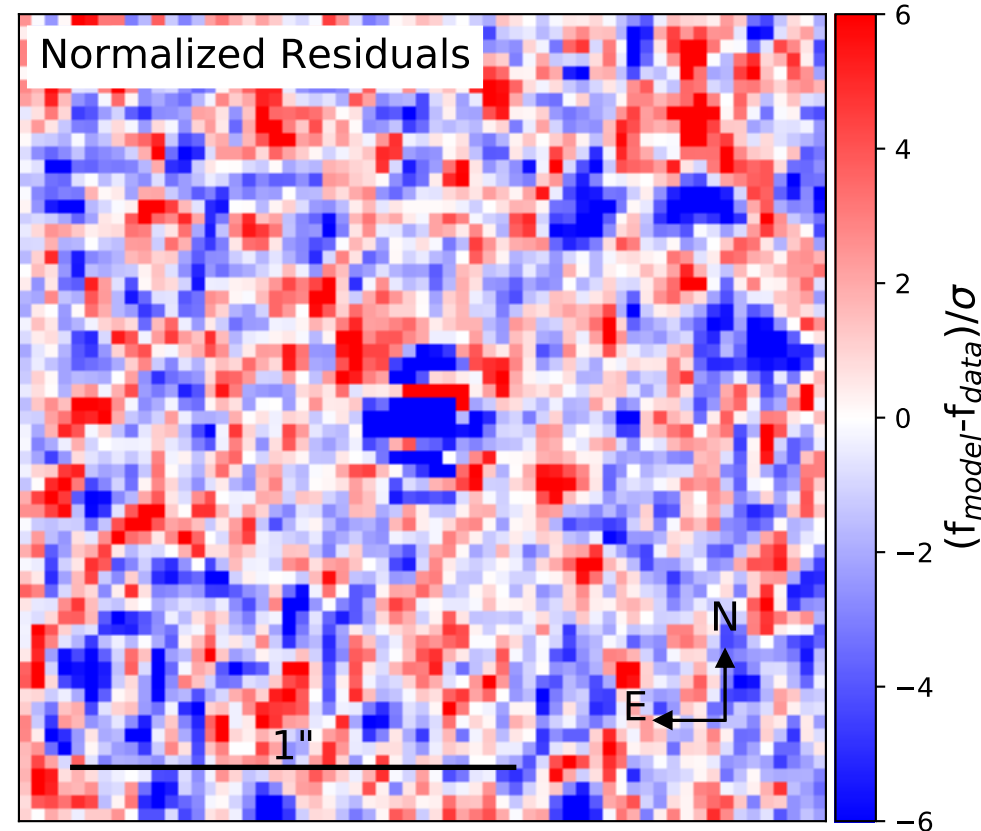 Normalized Residuals
6
4
2
0
−2
−4
−6
(f_model-f_data)/σ
N
E
1"